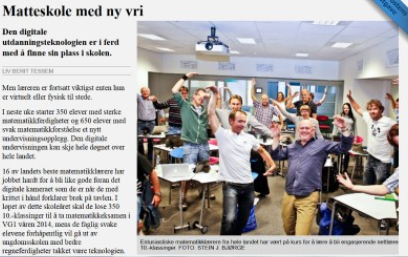 Matteskole med ny vri
Den digitale
utdanningsteknologien er i ferd
med å finne sin plass i skolen.
LIV BERIT TESSEM
Men læreren er fortsatt viktigst enten hun
er virtuelt eller fysisk til stede.
I neste uke starter 350 elever med sterke
matematikkferdigheter og 650 elever med
svak matematikkforståelse et nytt
undervisningsopplegg. Den digitale
undervisningen kan skje hele døgnet over
hele landet.
16 av landets beste matematikklærere har
jobbet hardt for å bli like gode foran det
digitale kameraet som de er når de med
krittet i hånd forklarer brøk på tavlen. I
løpet av dette skoleåret skal de lose 350
10.-klassinger til å ta matematikkeksamen i
VG1 våren 2014, mens de faglig svake
elevene forhåpentlig vil gå ut av
ungdomsskolen med bedre
regneferdigheter takket være teknologien.
Entusiastiske matematikklærere fra hele landet har vært på kurs for å lære å bli engasjerende nettlærere
10.-klassinger. FOTO: STEIN J. BJØRGE